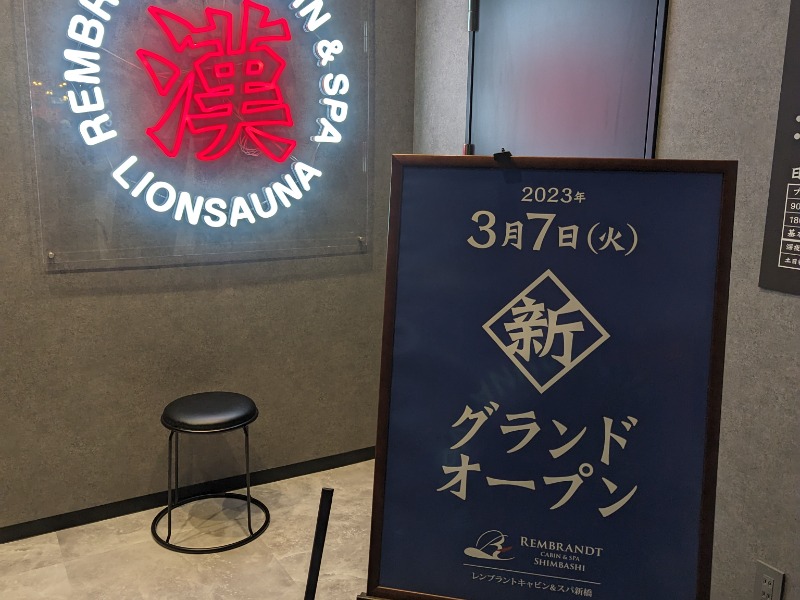 REMBRA
IN & SPA
漢
LIONSAUNA
2023年
3月7日(火)
新
グランド
オープン
REMBRANDT
CABIN & SPA
SHIMBASHI
レンブラントキャビン&スパ新橋